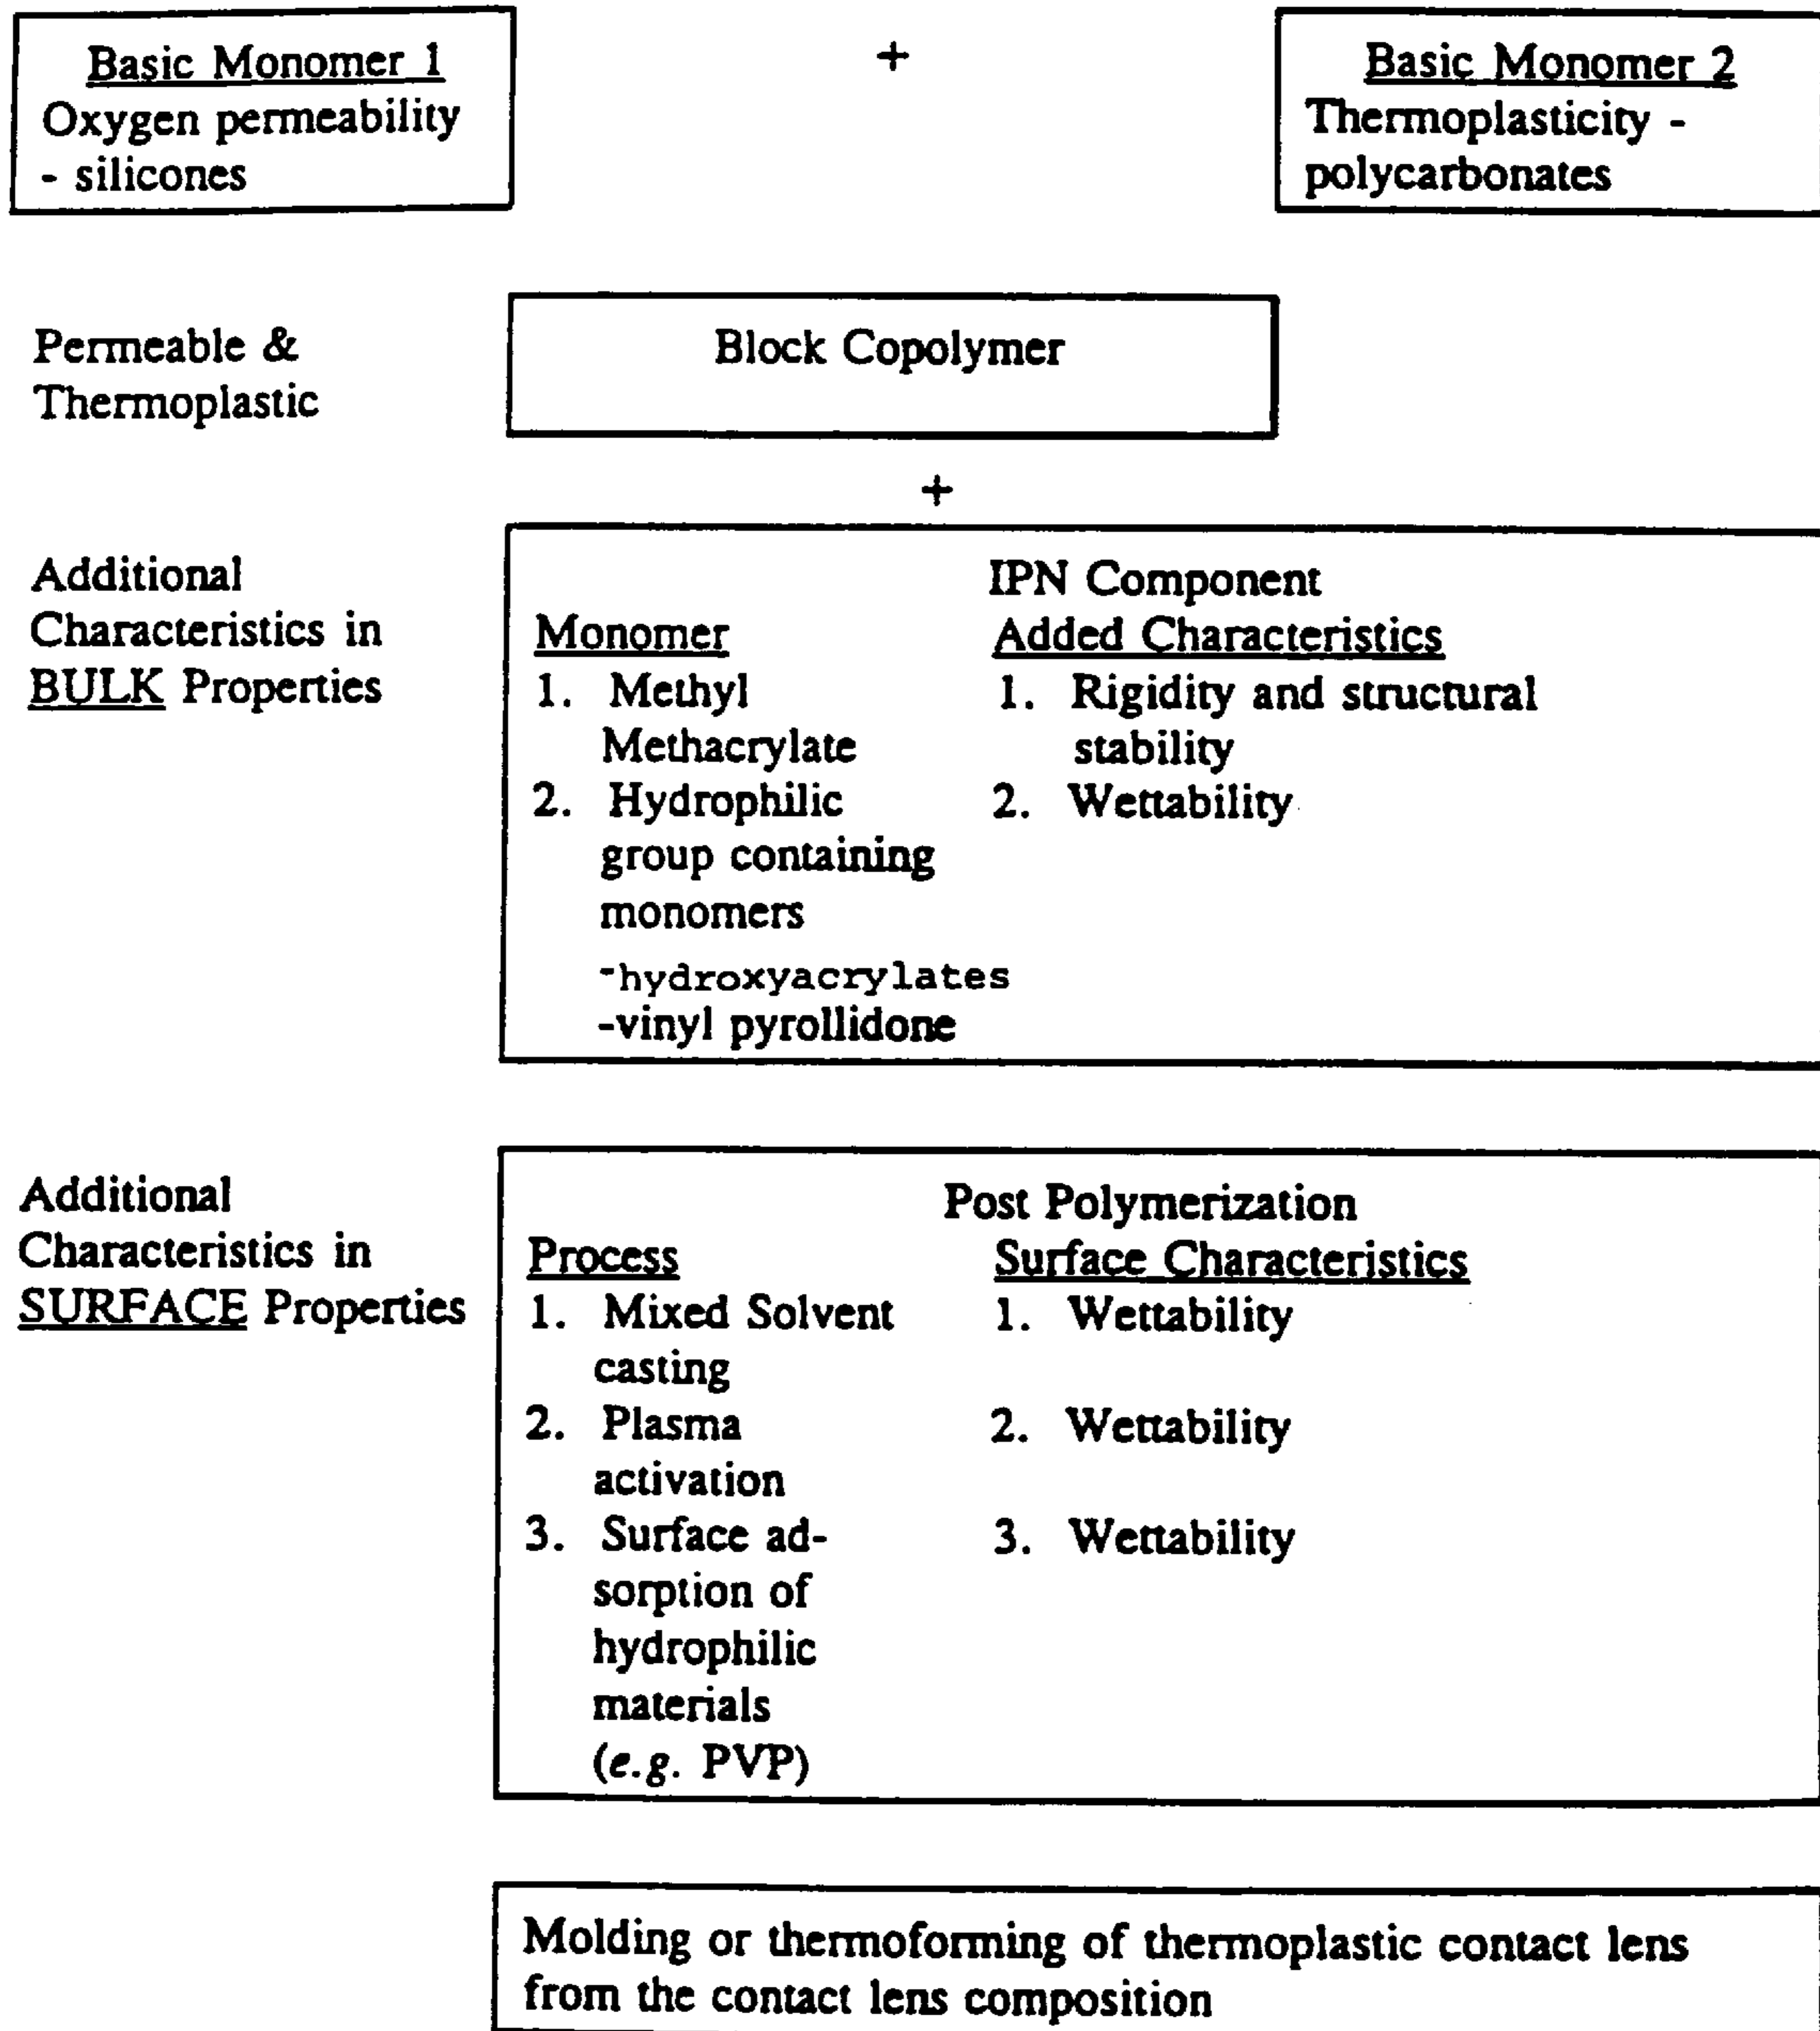 Basic Monomer 1
Oxygen permeability
- silicones
+
Basic Monomer 2
Thermoplasticity -
polycarbonates
Permeable &
Thermoplastic
Block Copolymer
+
Additional
Characteristics in
BULK Properties
IPN Component
Monomer
Added Characteristics
1. Methyl
Methacrylate
1. Rigidity and structural
stability
2. Hydrophilic
group containing
monomers
-hydroxyacrylates
-vinyl pyrollidone
2. Wettability
Additional
Characteristics in
SURFACE Properties
Post Polymerization
Process
Surface Characteristics
1. Mixed Solvent
casting
1. Wettability
2. Plasma
activation
2. Wettability
3. Surface ad-
sorption of
hydrophilic
materials
(e.g. PVP)
3. Wettability
Molding or thermoforming of thermoplastic contact lens
from the contact lens composition